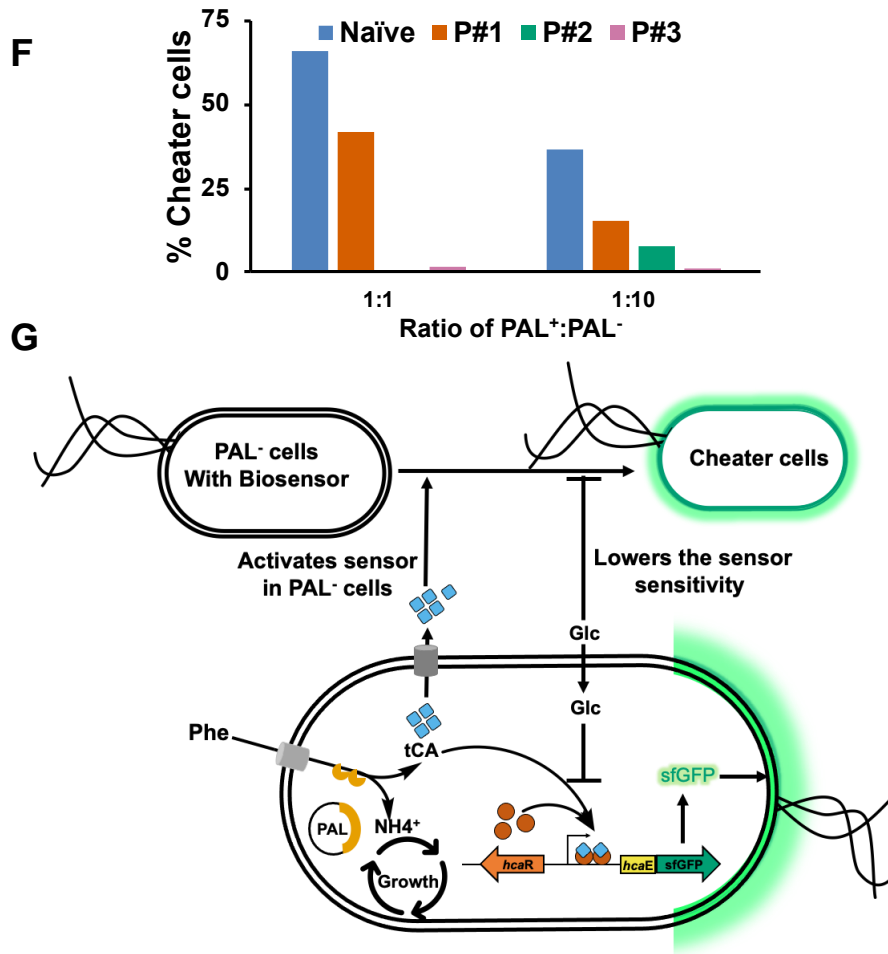 F
% Cheater cells
75
50
25
0
Naïve P#1 P#2 P#3
1:1 1:10
Ratio of PAL⁺:PAL⁻
G
PAL⁻ cells
With Biosensor
Cheater cells
Activates sensor
in PAL⁻ cells
Lowers the sensor
sensitivity
Glc
Glc
Phe
tCA
sfGFP
PAL
NH4⁺
Growth
hcaR
hcaE
sfGFP